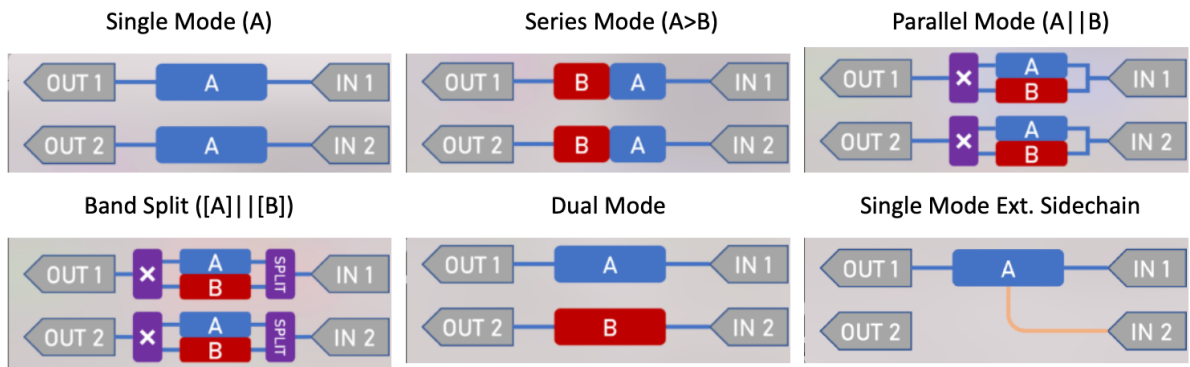 Single Mode (A)
OUT 1 A IN 1
OUT 2 A IN 2
Series Mode (A>B)
OUT 1 B A IN 1
OUT 2 B A IN 2
Parallel Mode (A||B)
OUT 1 × A B IN 1
OUT 2 × A B IN 2
Band Split ([A]||[B])
OUT 1 × A B SPLIT IN 1
OUT 2 × A B SPLIT IN 2
Dual Mode
OUT 1 A IN 1
OUT 2 B IN 2
Single Mode Ext. Sidechain
OUT 1 A IN 1
OUT 2 IN 2